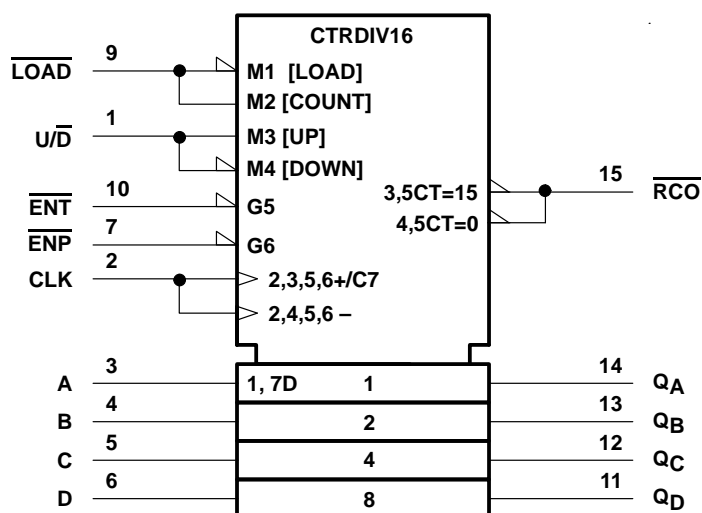 CTRDIV16
9
LOAD
M1 [LOAD]
M2 [COUNT]
1
U/D
M3 [UP]
M4 [DOWN]
10
ENT
G5
7
ENP
G6
2
CLK
2,3,5,6+/C7
2,4,5,6 –
3,5CT=15
4,5CT=0
15
RCO
3
A
1, 7D
1
14
QA
4
B
2
13
QB
5
C
4
12
QC
6
D
8
11
QD